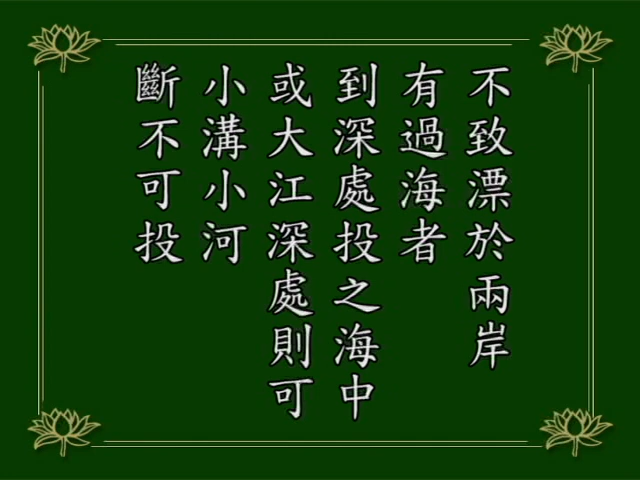 不致漂於兩岸
有過海者
到深處投之海中
或大江深處則可
小溝小河
斷不可投